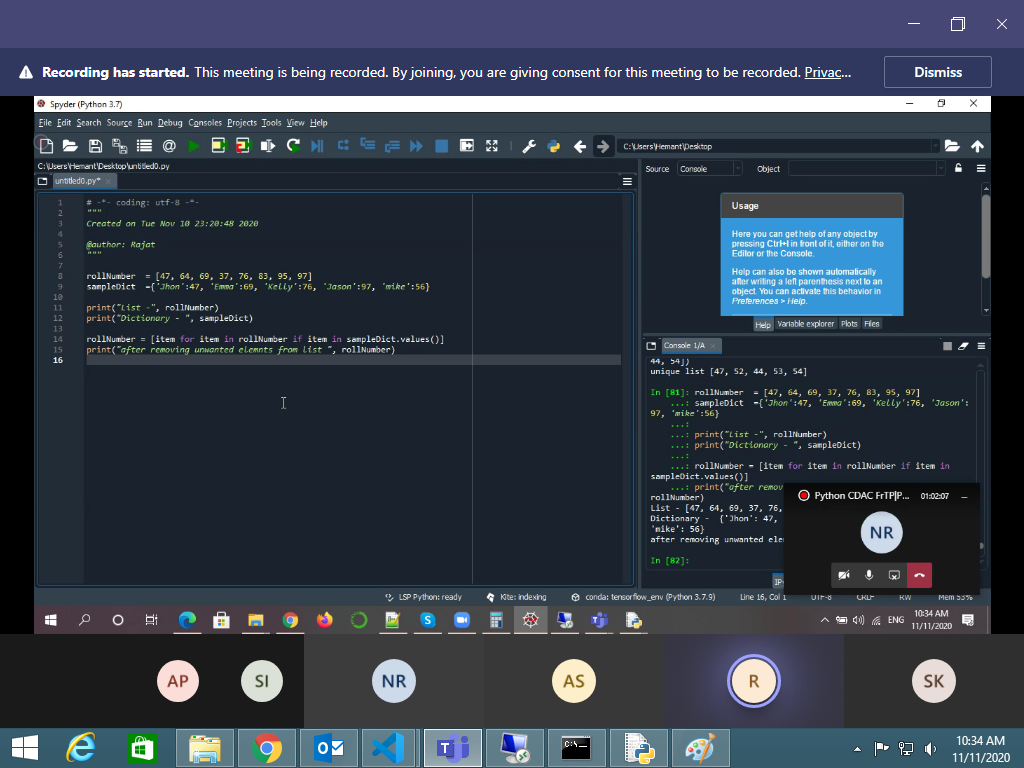 Recording has started. This meeting is being recorded. By joining, you are giving consent for this meeting to be recorded. Privac... Dismiss
Spyder (Python 3.7)
File Edit Search Source Run Debug Consoles Projects Tools View Help
C:\Users\Hemant\Desktop
C:\Users\Hemant\Desktop\untitled0.py
untitled0.py*
Source Console Object
1 # -*- coding: utf-8 -*-
2 """
3 Created on Tue Nov 10 23:20:48 2020
4
5 @author: Rajat
6 """
7
8 rollNumber = [47, 64, 69, 37, 76, 83, 95, 97]
9 sampleDict ={'Jhon':47, 'Emma':69, 'Kelly':76, 'Jason':97, 'mike':56}
10
11 print("List -", rollNumber)
12 print("Dictionary - ", sampleDict)
13
14 rollNumber = [item for item in rollNumber if item in sampleDict.values()]
15 print("after removing unwanted elemnts from list ", rollNumber)
16
Usage
Here you can get help of any object by
pressing Ctrl+I in front of it, either on the
Editor or the Console.
Help can also be shown automatically
after writing a left parenthesis next to an
object. You can activate this behavior in
Preferences > Help.
Help Variable explorer Plots Files
Console 1/A
44, 54])
unique list [47, 52, 44, 53, 54]
In [81]: rollNumber = [47, 64, 69, 37, 76, 83, 95, 97]
...: sampleDict ={'Jhon':47, 'Emma':69, 'Kelly':76, 'Jason':
97, 'mike':56}
...:
...: print("List -", rollNumber)
...: print("Dictionary - ", sampleDict)
...:
...: rollNumber = [item for item in rollNumber if item in
sampleDict.values()]
...: print("after remov
rollNumber)
List - [47, 64, 69, 37, 76,
Dictionary - {'Jhon': 47,
'mike': 56}
after removing unwanted elem
In [82]:
Python CDAC FrTP|P... 01:02:07
NR
LSP Python: ready Kite: indexing conda: tensorflow_env (Python 3.7.9) Line 16, Col 1 UTF-8 CRLF RW Mem 53%
ENG
10:34 AM
11/11/2020
AP SI NR AS R SK
10:34 AM
11/11/2020